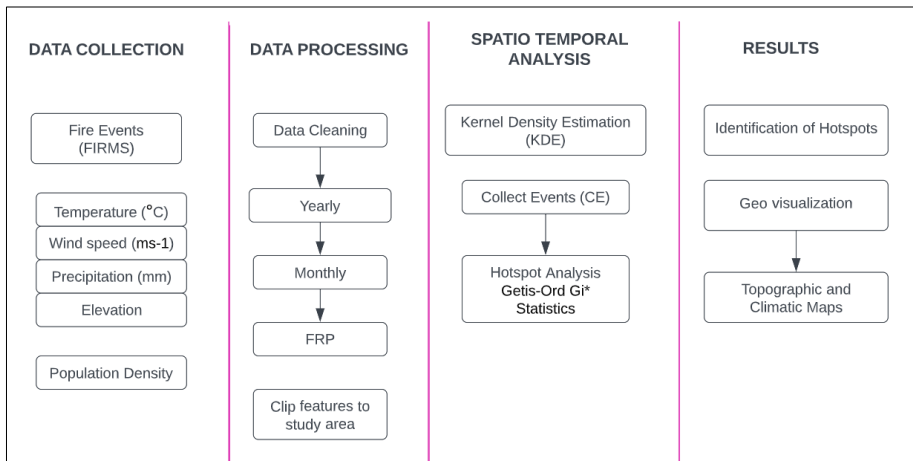 DATA COLLECTION
Fire Events
(FIRMS)
Temperature (°C)
Wind speed (ms-1)
Precipitation (mm)
Elevation
Population Density
DATA PROCESSING
Data Cleaning
Yearly
Monthly
FRP
Clip features to
study area
SPATIO TEMPORAL
ANALYSIS
Kernel Density Estimation
(KDE)
Collect Events (CE)
Hotspot Analysis
Getis-Ord Gi*
Statistics
RESULTS
Identification of Hotspots
Geo visualization
Topographic and
Climatic Maps